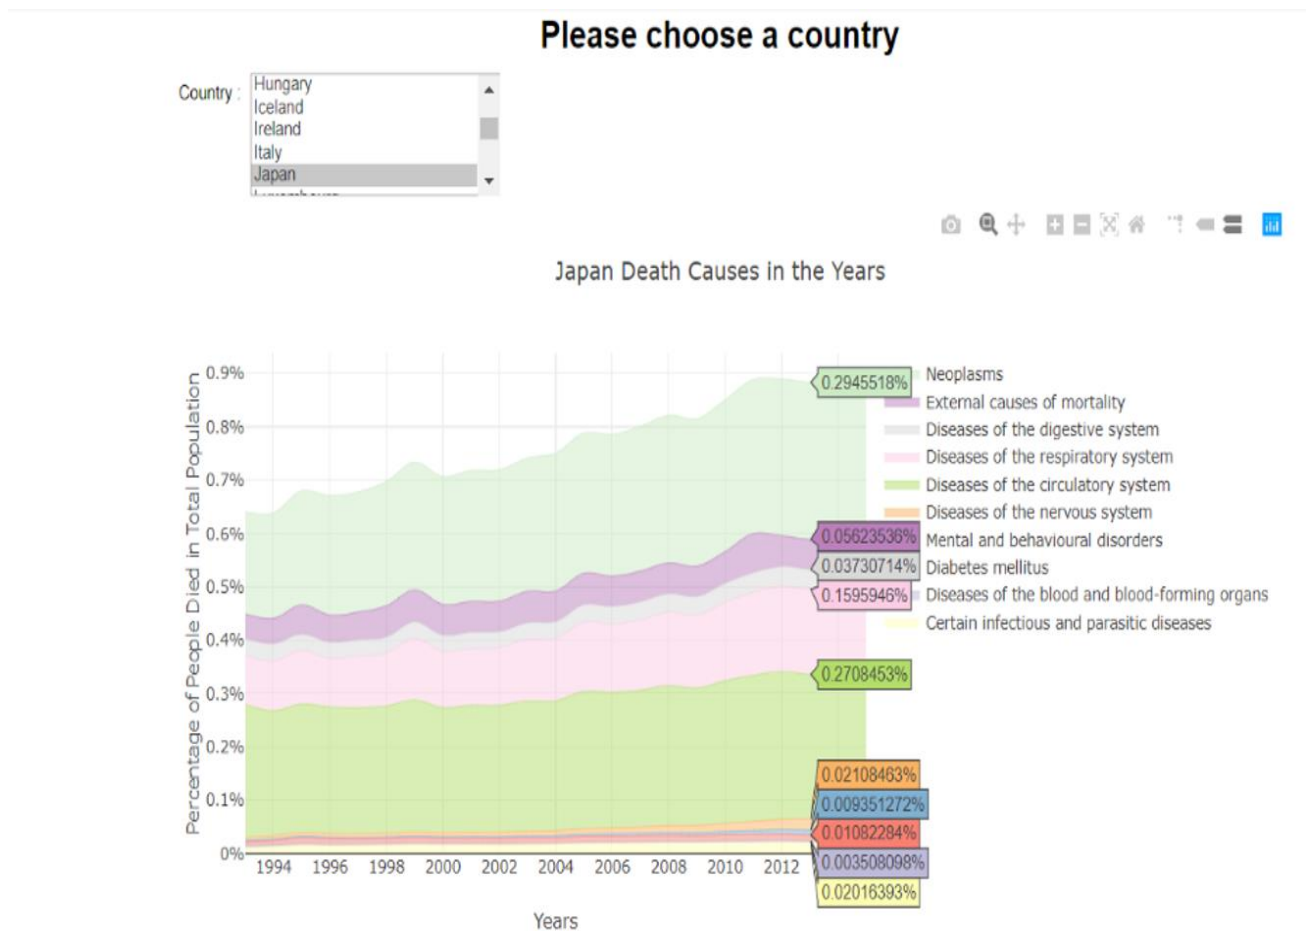 Please choose a country
Country :
Hungary
Iceland
Ireland
Italy
Japan
Japan Death Causes in the Years
Percentage of People Died in Total Population
0.9%
0.8%
0.7%
0.6%
0.5%
0.4%
0.3%
0.2%
0.1%
0%
1994 1996 1998 2000 2002 2004 2006 2008 2010 2012
Years
0.2945518%
0.05623536%
0.03730714%
0.1595946%
0.2708453%
0.02108463%
0.009351272%
0.01082284%
0.003508098%
0.02016393%
Neoplasms
External causes of mortality
Diseases of the digestive system
Diseases of the respiratory system
Diseases of the circulatory system
Diseases of the nervous system
Mental and behavioural disorders
Diabetes mellitus
Diseases of the blood and blood-forming organs
Certain infectious and parasitic diseases